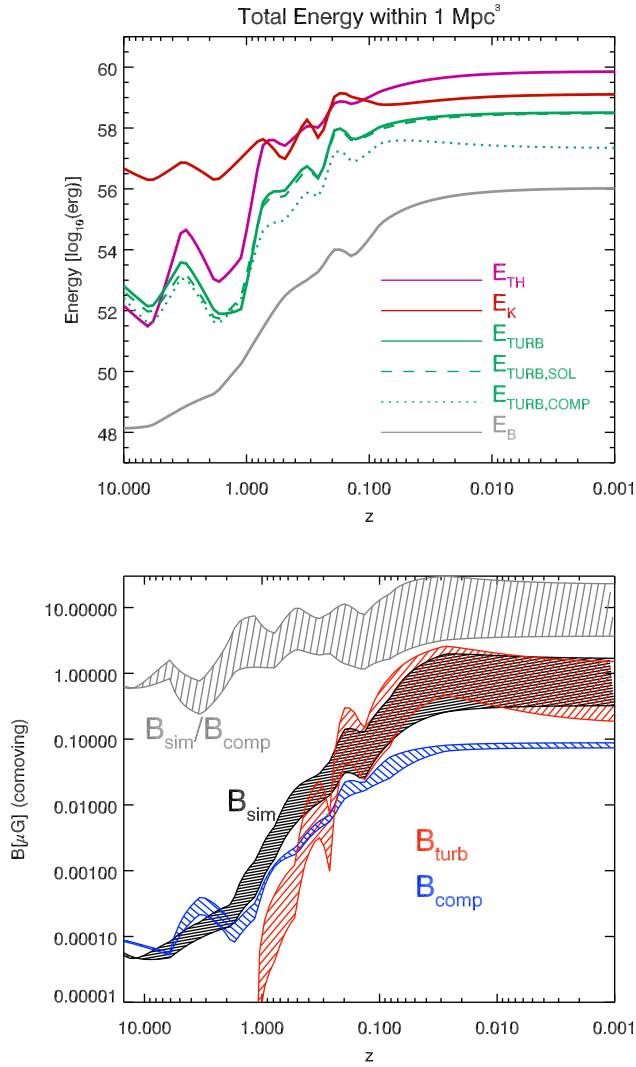 Total Energy within 1 Mpc³
Energy [log₁₀(erg)]
60
58
56
54
52
50
48
E_TH
E_K
E_TURB
E_TURB,SOL
E_TURB,COMP
E_B
10.000 1.000 0.100 0.010 0.001
z
B[μG] (comoving)
10.00000
1.00000
0.10000
0.01000
0.00100
0.00010
0.00001
B_sim/B_comp
B_sim
B_turb
B_comp
10.000 1.000 0.100 0.010 0.001
z